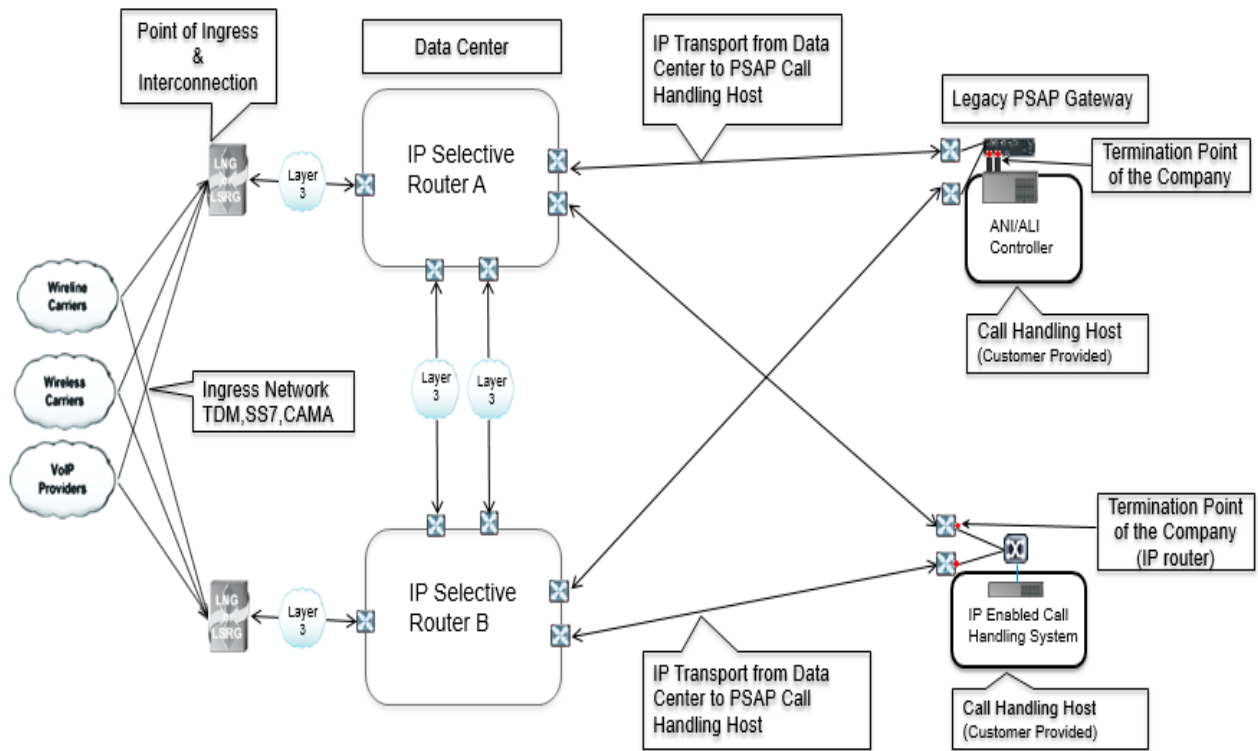 Point of Ingress
&
Interconnection
Data Center
IP Transport from Data
Center to PSAP Call
Handling Host
Legacy PSAP Gateway
LNG
LSRG
Layer
3
IP Selective
Router A
Termination Point
of the Company
ANI/ALI
Controller
Wireline
Carriers
Call Handling Host
(Customer Provided)
Wireless
Carriers
Ingress Network
TDM,SS7,CAMA
Layer
3
Layer
3
VoIP
Providers
Termination Point
of the Company
(IP router)
LNG
LSRG
Layer
3
IP Selective
Router B
IP Enabled Call
Handling System
IP Transport from Data
Center to PSAP Call
Handling Host
Call Handling Host
(Customer Provided)